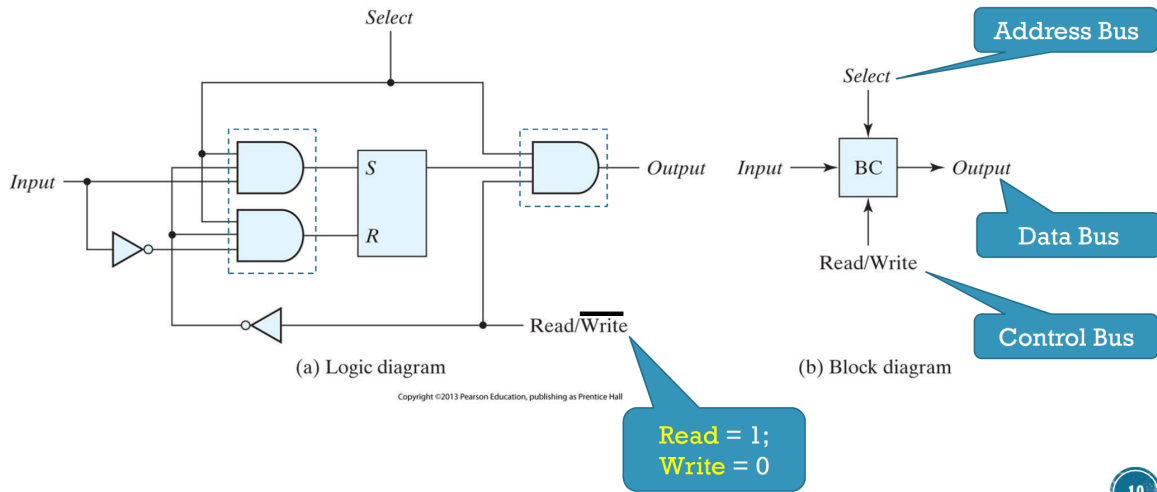 Select
Input
S
R
Output
Read/Write
(a) Logic diagram
Copyright ©2013 Pearson Education, publishing as Prentice Hall
Read = 1;
Write = 0
Address Bus
Select
Input
BC
Output
Data Bus
Read/Write
Control Bus
(b) Block diagram